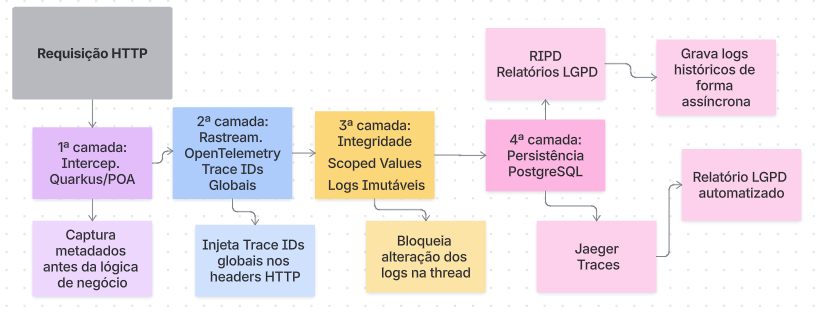 Requisição HTTP
1ª camada:
Intercep.
Quarkus/POA
Captura
metadados
antes da lógica
de negócio
2ª camada:
Rastream.
OpenTelemetry
Trace IDs
Globais
Injeta Trace IDs
globais nos
headers HTTP
3ª camada:
Integridade
Scoped Values
Logs Imutáveis
Bloqueia
alteração dos
logs na thread
4ª camada:
Persistência
PostgreSQL
RIPD
Relatórios LGPD
Grava logs
históricos de
forma
assíncrona
Jaeger
Traces
Relatório LGPD
automatizado